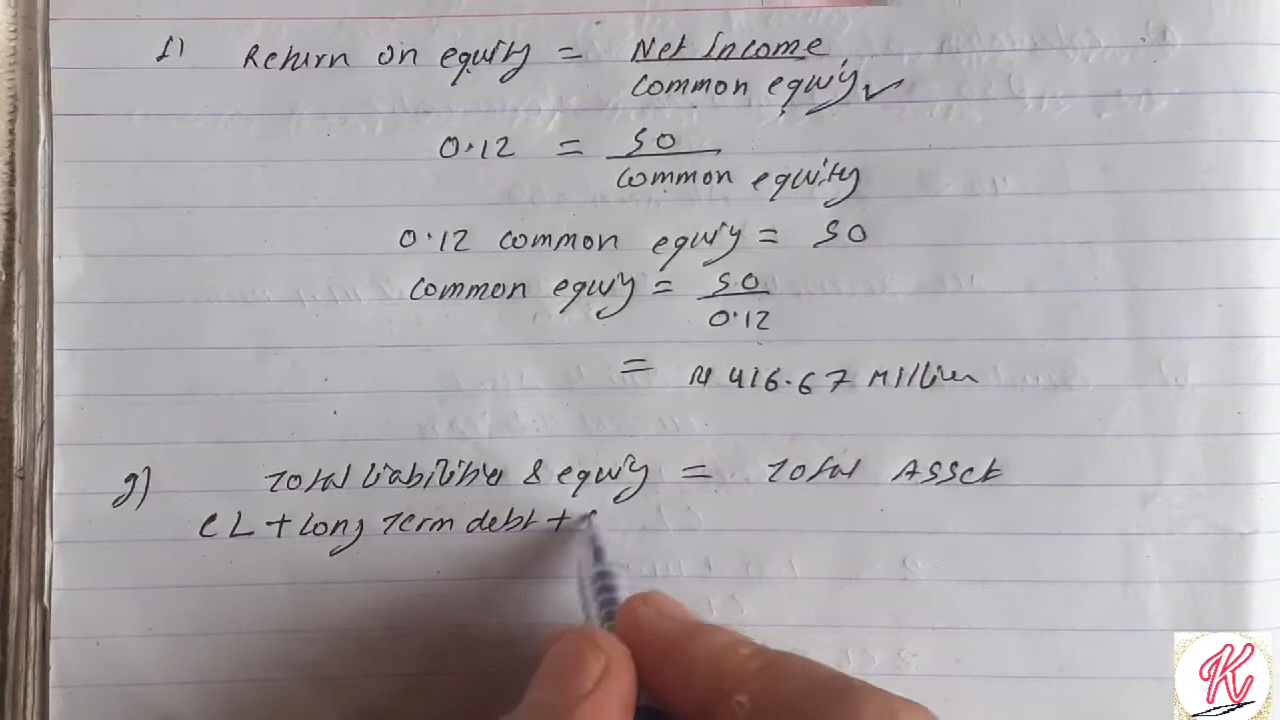 f) Return on equity = Net Income / Common equity ✓
0.12 = 50 / Common equity
0.12 common equity = 50
Common equity = 50 / 0.12
= Rs 416.67 Million
g) Total liabilities & equity = Total Asset
CL + Long Term debt +
K